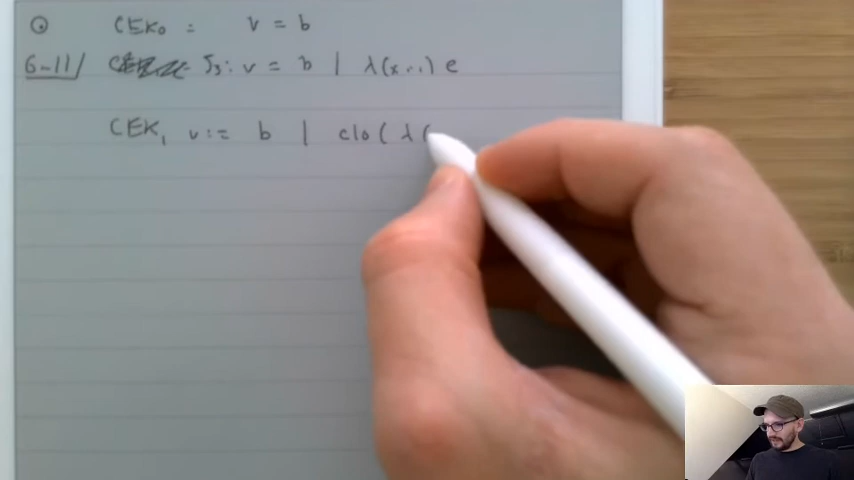 CEK₀ = v = b
6-11/ J₃: v = b | λ(x...) e
CEK₁ v := b | clo( λ (